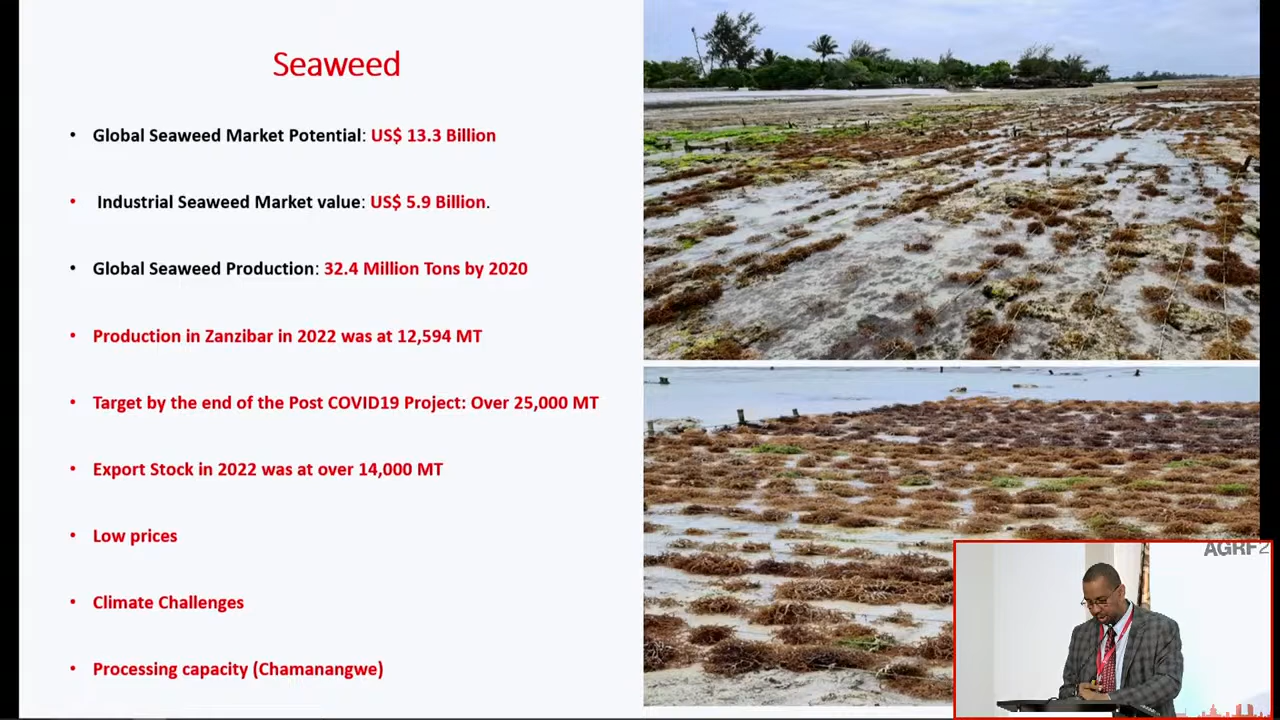 Seaweed
• Global Seaweed Market Potential: US$ 13.3 Billion
• Industrial Seaweed Market value: US$ 5.9 Billion.
• Global Seaweed Production: 32.4 Million Tons by 2020
• Production in Zanzibar in 2022 was at 12,594 MT
• Target by the end of the Post COVID19 Project: Over 25,000 MT
• Export Stock in 2022 was at over 14,000 MT
• Low prices
• Climate Challenges
• Processing capacity (Chamanangwe)
AGRF 2